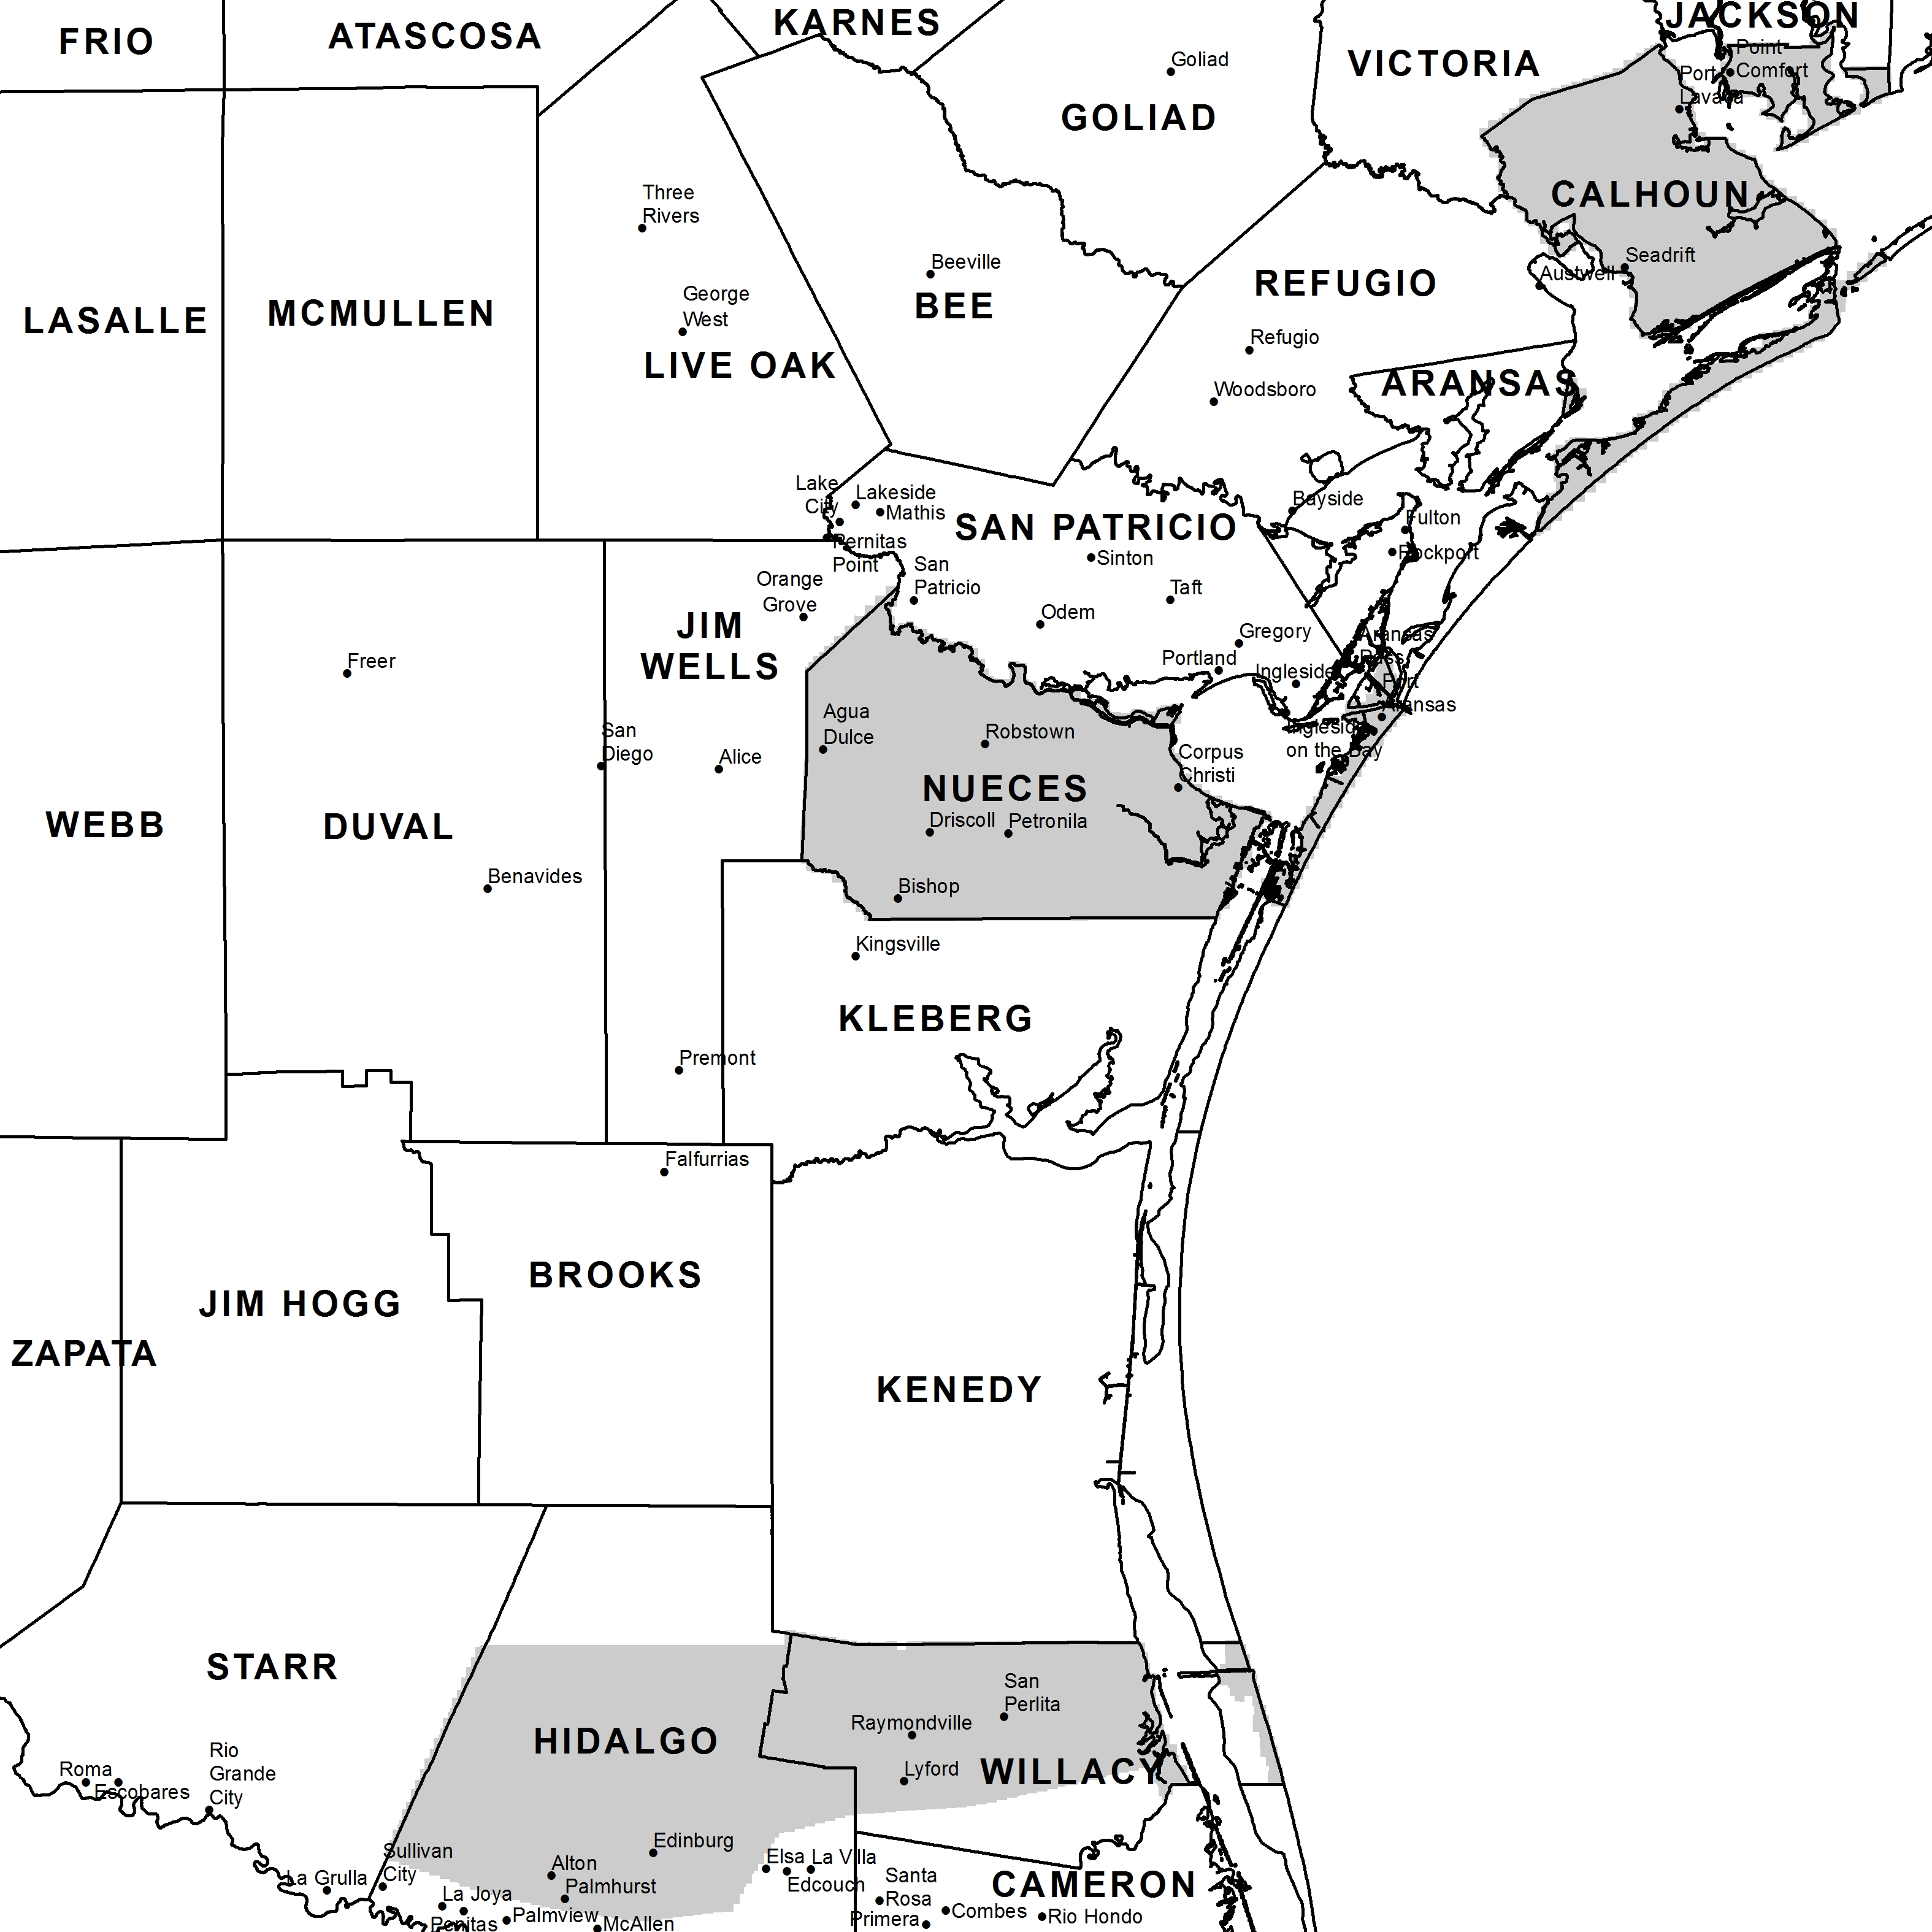 FRIO
ATASCOSA
KARNES
JACKSON
VICTORIA
Goliad
GOLIAD
Point
Comfort
Port
Lavaca
CALHOUN
Seadrift
Austwell
Three
Rivers
Beeville
BEE
REFUGIO
George
West
LASALLE
MCMULLEN
LIVE OAK
Refugio
Woodsboro
ARANSAS
Lake
City
Lakeside
Mathis
Bayside
SAN PATRICIO
Fulton
Rockport
Pernitas
Point
San
Patricio
Sinton
Orange
Grove
Taft
Odem
JIM
WELLS
Gregory
Aransas
Pass
Portland
Ingleside
Port
Aransas
Freer
Agua
Dulce
Robstown
Ingleside
on the Bay
San
Diego
Alice
Corpus
Christi
NUECES
WEBB
DUVAL
Driscoll
Petronila
Benavides
Bishop
Kingsville
KLEBERG
Premont
Falfurrias
BROOKS
JIM HOGG
ZAPATA
KENEDY
STARR
San
Perlita
HIDALGO
Raymondville
Lyford
WILLACY
Roma
Escobares
Rio
Grande
City
Edinburg
Sullivan
City
Alton
Palmhurst
Elsa
La Villa
Edcouch
La Grulla
La Joya
Penitas
Palmview
McAllen
Santa
Rosa
CAMERON
Primera
Combes
Rio Hondo